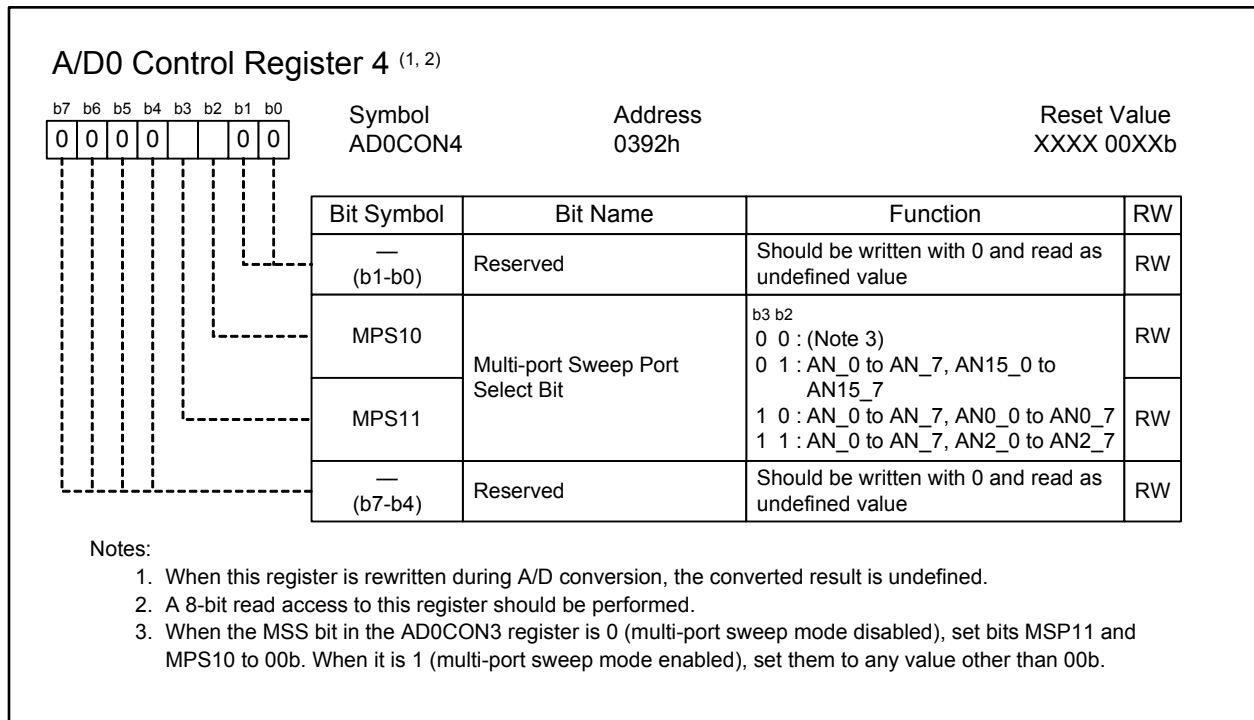 A/D0 Control Register 4 (1, 2)
b7 b6 b5 b4 b3 b2 b1 b0
0 0 0 0 0 0
Symbol Address Reset Value
AD0CON4 0392h XXXX 00XXb
Bit Symbol Bit Name Function RW
—
(b1-b0)
Reserved
Should be written with 0 and read as
undefined value
RW
MPS10
MPS11
Multi-port Sweep Port
Select Bit
b3 b2
0 0 : (Note 3)
0 1 : AN_0 to AN_7, AN15_0 to
AN15_7
1 0 : AN_0 to AN_7, AN0_0 to AN0_7
1 1 : AN_0 to AN_7, AN2_0 to AN2_7
RW
RW
—
(b7-b4)
Reserved
Should be written with 0 and read as
undefined value
RW
Notes:
1. When this register is rewritten during A/D conversion, the converted result is undefined.
2. A 8-bit read access to this register should be performed.
3. When the MSS bit in the AD0CON3 register is 0 (multi-port sweep mode disabled), set bits MSP11 and
MPS10 to 00b. When it is 1 (multi-port sweep mode enabled), set them to any value other than 00b.